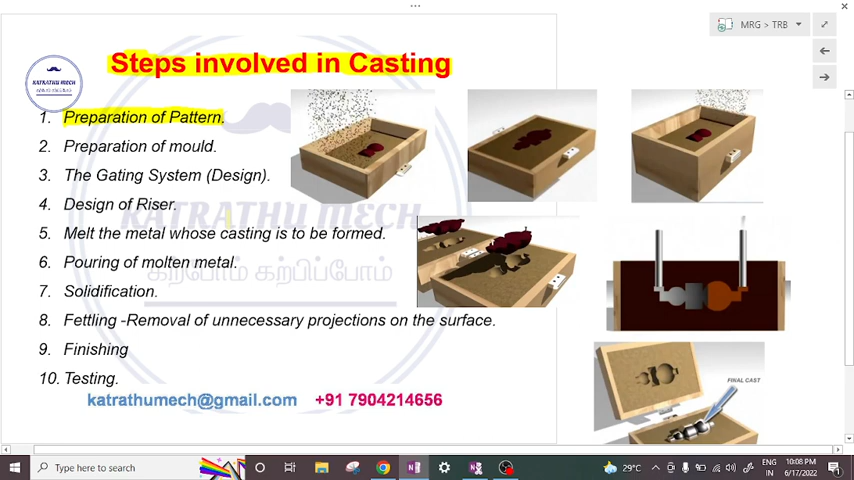 MRG > TRB
Steps involved in Casting
KATRATHU MECH
1. Preparation of Pattern.
2. Preparation of mould.
3. The Gating System (Design).
4. Design of Riser.
KATRATHU MECH
5. Melt the metal whose casting is to be formed.
6. Pouring of molten metal.
கற்போம் கற்பிப்போம்
7. Solidification.
8. Fettling -Removal of unnecessary projections on the surface.
9. Finishing
10. Testing.
FINAL CAST
katrathumech@gmail.com +91 7904214656
Type here to search
29°C
ENG
IN
10:08 PM
6/17/2022